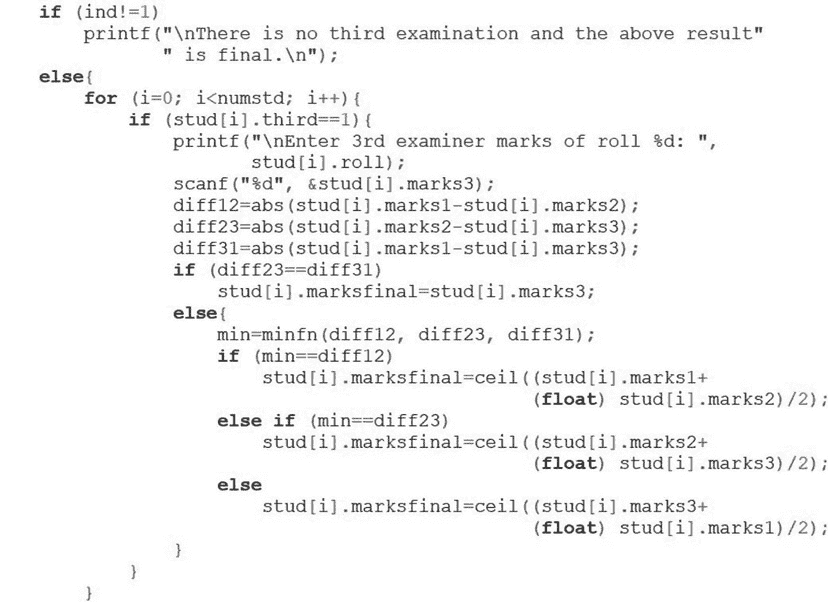 if (ind!=1)
printf("\nThere is no third examination and the above result"
" is final.\n");
else{
for (i=0; i<numstd; i++){
if (stud[i].third==1){
printf("\nEnter 3rd examiner marks of roll %d: ",
stud[i].roll);
scanf("%d", &stud[i].marks3);
diff12=abs(stud[i].marks1-stud[i].marks2);
diff23=abs(stud[i].marks2-stud[i].marks3);
diff31=abs(stud[i].marks1-stud[i].marks3);
if (diff23==diff31)
stud[i].marksfinal=stud[i].marks3;
else{
min=minfn(diff12, diff23, diff31);
if (min==diff12)
stud[i].marksfinal=ceil((stud[i].marks1+
(float) stud[i].marks2)/2);
else if (min==diff23)
stud[i].marksfinal=ceil((stud[i].marks2+
(float) stud[i].marks3)/2);
else
stud[i].marksfinal=ceil((stud[i].marks3+
(float) stud[i].marks1)/2);
}
}
}